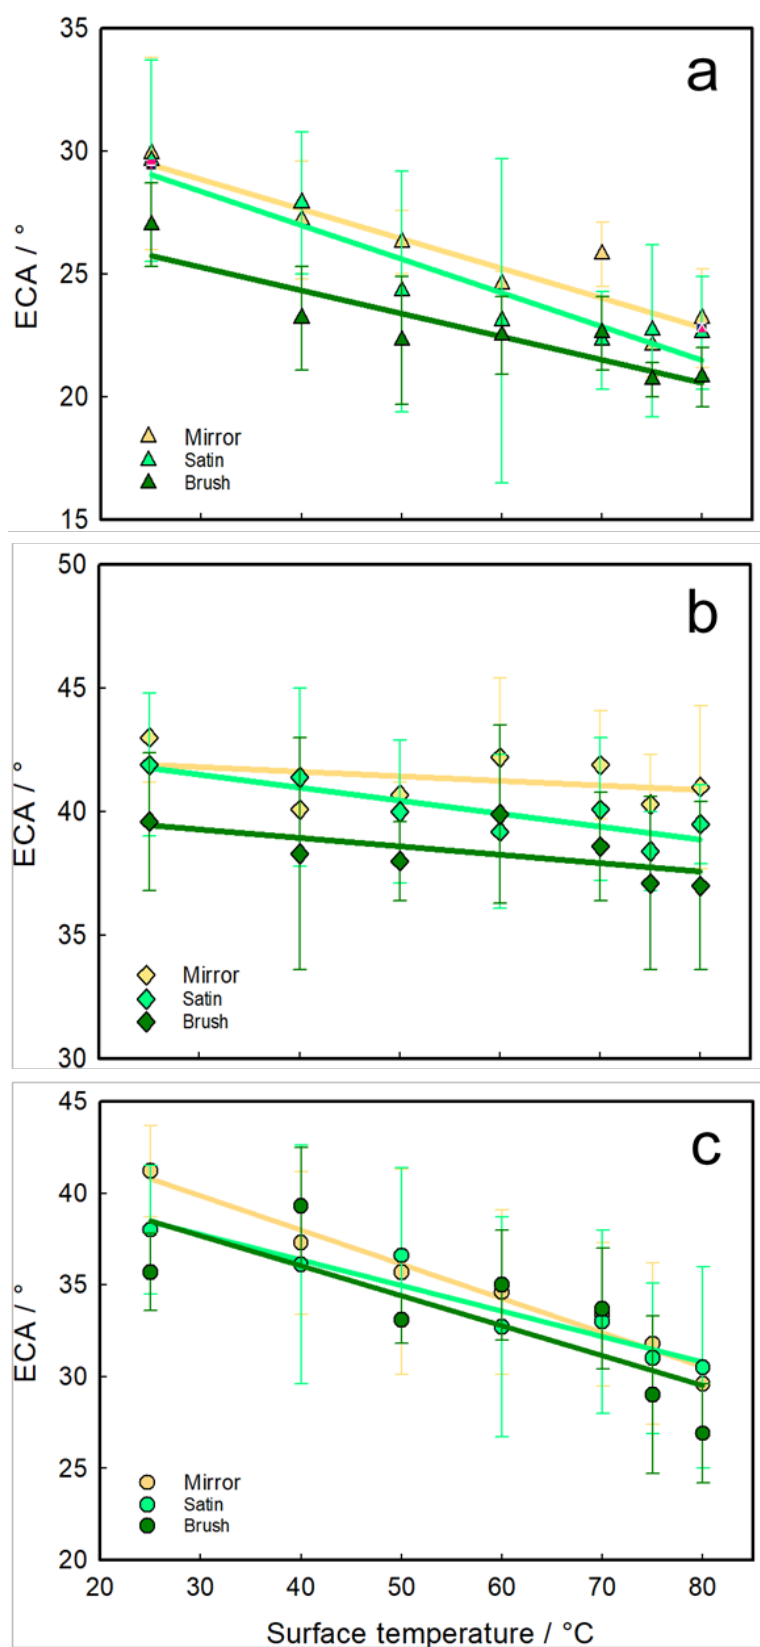 35
a
30
ECA / °
25
20
Mirror
Satin
Brush
15
50
b
45
ECA / °
40
35
Mirror
Satin
Brush
30
45
c
40
35
ECA / °
30
25
Mirror
Satin
Brush
20
20 30 40 50 60 70 80
Surface temperature / °C